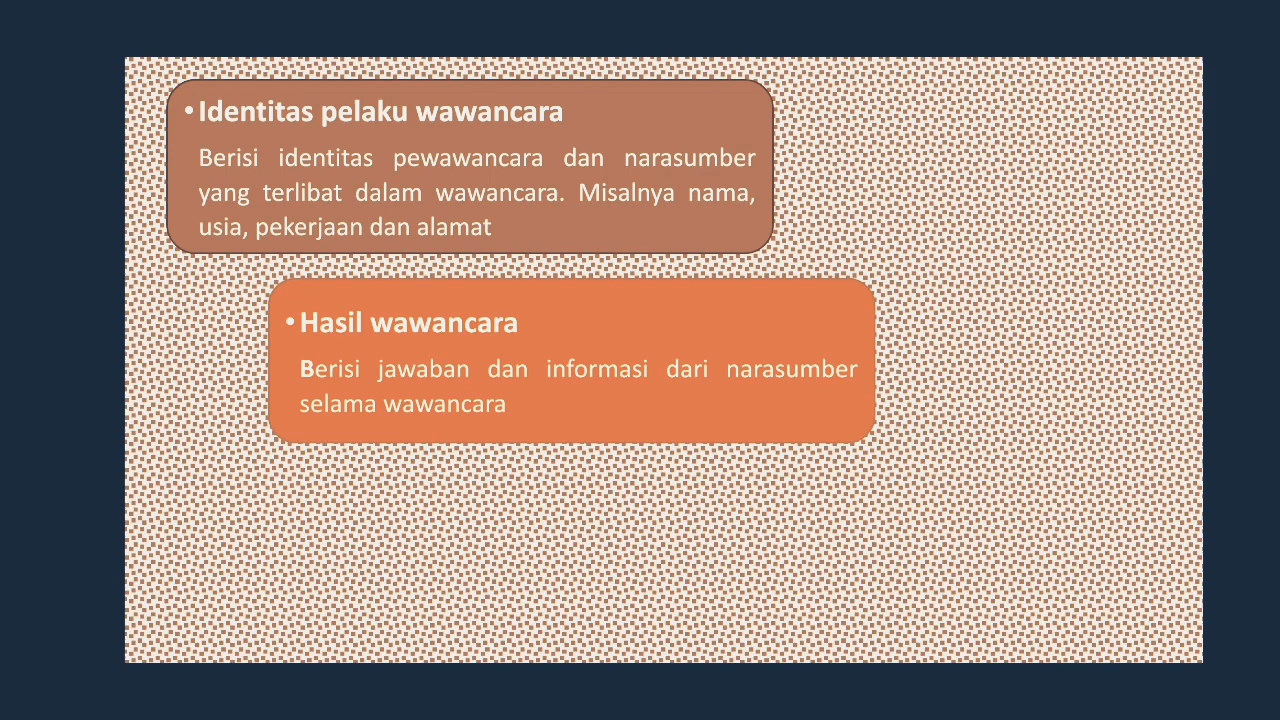 • Identitas pelaku wawancara
Berisi identitas pewawancara dan narasumber
yang terlibat dalam wawancara. Misalnya nama,
usia, pekerjaan dan alamat
• Hasil wawancara
Berisi jawaban dan informasi dari narasumber
selama wawancara